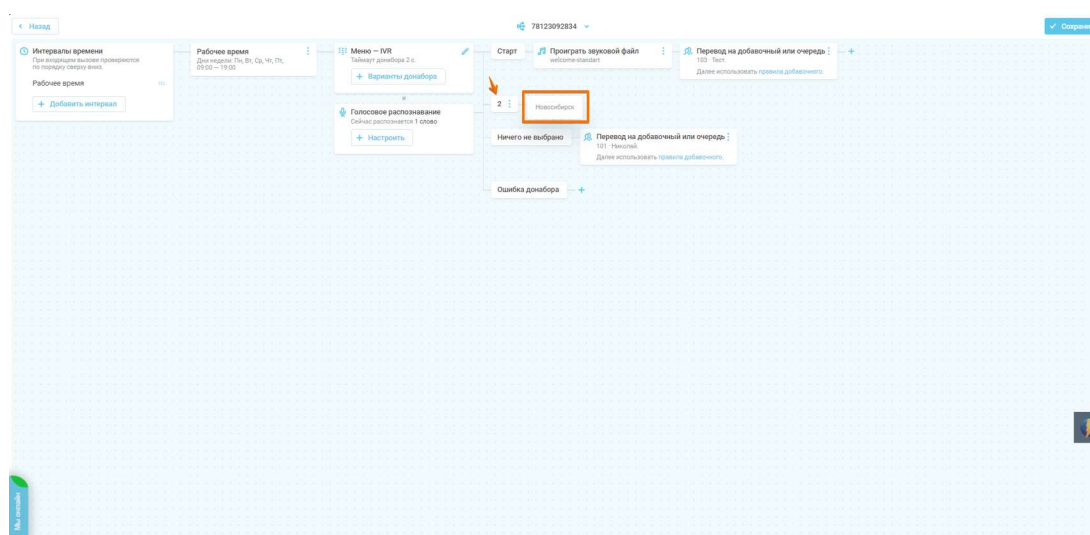 Назад
78123092834
Сохрани
Интервалы времени
При входящем вызове проверяются
по порядку сверху вниз.
Рабочее время
+ Добавить интервал
Рабочее время
Дни недели: Пн, Вт, Ср, Чт, Пт,
09:00 — 19:00
Меню — IVR
Таймаут донабора 2 с.
+ Варианты донабора
и
Голосовое распознавание
Сейчас распознается 1 слово
+ Настроить
Старт
Проиграть звуковой файл
welcome-standart
Перевод на добавочный или очередь
103 · Тест.
Далее использовать правила добавочного.
+
2
Новосибирск
Ничего не выбрано
Перевод на добавочный или очередь
101 · Николай.
Далее использовать правила добавочного.
Ошибка донабора
+
Мы онлайн